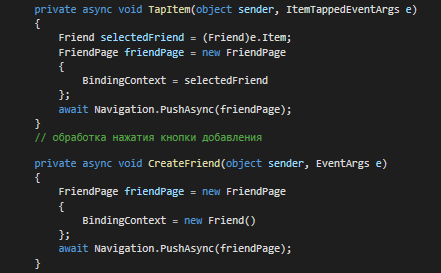 private async void TapItem(object sender, ItemTappedEventArgs e)
{
Friend selectedFriend = (Friend)e.Item;
FriendPage friendPage = new FriendPage
{
BindingContext = selectedFriend
};
await Navigation.PushAsync(friendPage);
}
// обработка нажатия кнопки добавления
private async void CreateFriend(object sender, EventArgs e)
{
FriendPage friendPage = new FriendPage
{
BindingContext = new Friend()
};
await Navigation.PushAsync(friendPage);
}